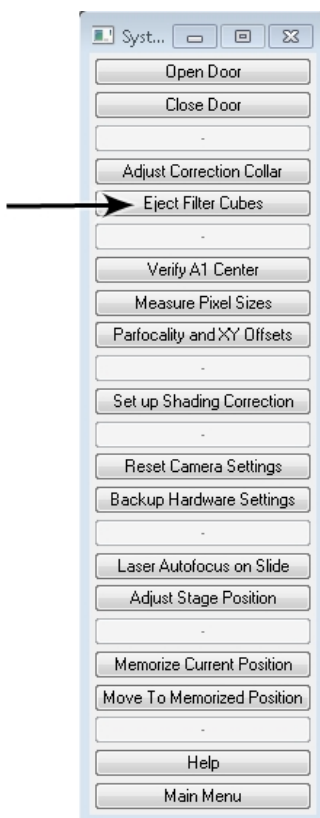 Syst...
Open Door
Close Door
-
Adjust Correction Collar
Eject Filter Cubes
-
Verify A1 Center
Measure Pixel Sizes
Parfocality and XY Offsets
-
Set up Shading Correction
-
Reset Camera Settings
Backup Hardware Settings
-
Laser Autofocus on Slide
Adjust Stage Position
-
Memorize Current Position
Move To Memorized Position
-
Help
Main Menu